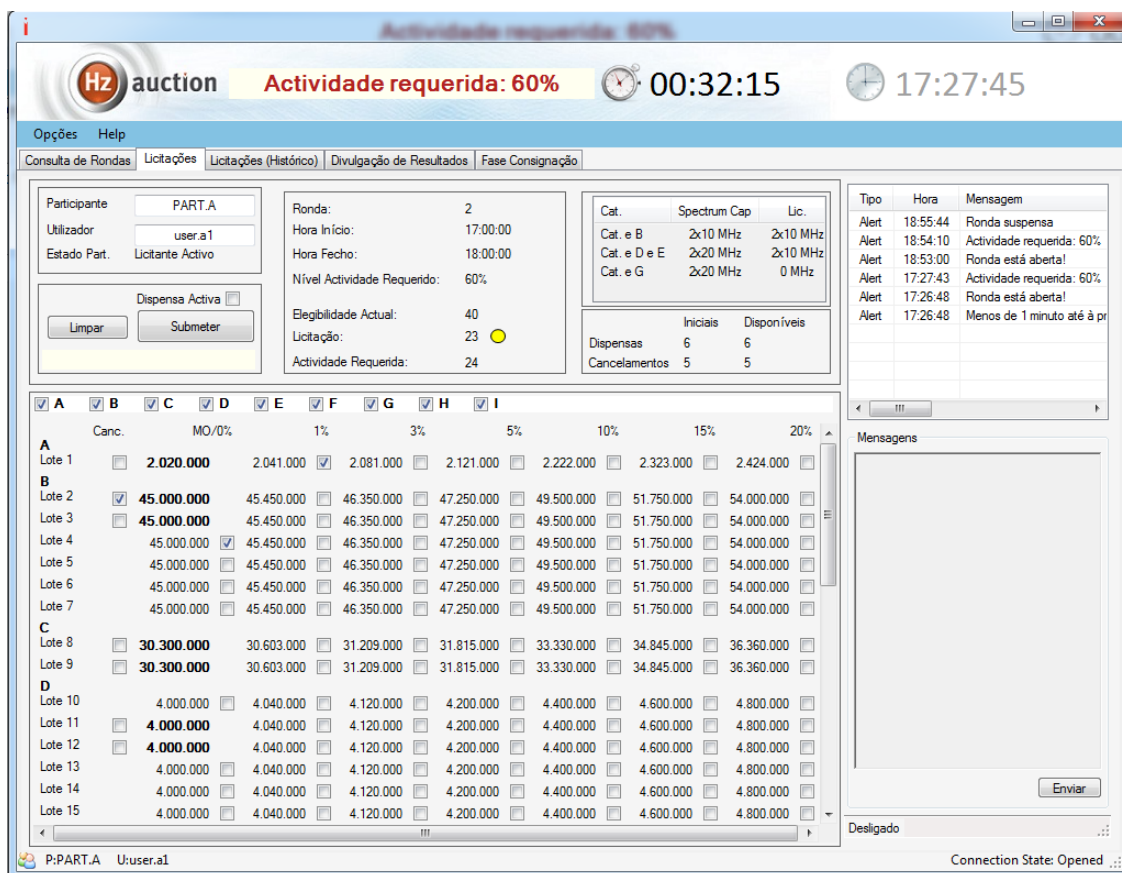 Actividade requerida: 60%
Hz auction Actividade requerida: 60% 00:32:15 17:27:45
Opções Help
Consulta de Rondas Licitações Licitações (Histórico) Divulgação de Resultados Fase Consignação
Participante PART.A
Utilizador user.a1
Estado Part. Licitante Activo
Dispensa Activa
Limpar Submeter
Ronda: 2
Hora Início: 17:00:00
Hora Fecho: 18:00:00
Nível Actividade Requerido: 60%
Elegibilidade Actual: 40
Licitação: 23
Actividade Requerida: 24
Cat. Spectrum Cap Lic.
Cat. e B 2x10 MHz 2x10 MHz
Cat. e D e E 2x20 MHz 2x10 MHz
Cat. e G 2x20 MHz 0 MHz
Iniciais Disponíveis
Dispensas 6 6
Cancelamentos 5 5
Tipo Hora Mensagem
Alert 18:55:44 Ronda suspensa
Alert 18:54:10 Actividade requerida: 60%
Alert 18:53:00 Ronda está aberta!
Alert 17:27:43 Actividade requerida: 60%
Alert 17:26:48 Ronda está aberta!
Alert 17:26:48 Menos de 1 minuto até à pr
A B C D E F G H I
Canc. MO/0% 1% 3% 5% 10% 15% 20%
A
Lote 1 2.020.000 2.041.000 2.081.000 2.121.000 2.222.000 2.323.000 2.424.000
B
Lote 2 45.000.000 45.450.000 46.350.000 47.250.000 49.500.000 51.750.000 54.000.000
Lote 3 45.000.000 45.450.000 46.350.000 47.250.000 49.500.000 51.750.000 54.000.000
Lote 4 45.000.000 45.450.000 46.350.000 47.250.000 49.500.000 51.750.000 54.000.000
Lote 5 45.000.000 45.450.000 46.350.000 47.250.000 49.500.000 51.750.000 54.000.000
Lote 6 45.000.000 45.450.000 46.350.000 47.250.000 49.500.000 51.750.000 54.000.000
Lote 7 45.000.000 45.450.000 46.350.000 47.250.000 49.500.000 51.750.000 54.000.000
C
Lote 8 30.300.000 30.603.000 31.209.000 31.815.000 33.330.000 34.845.000 36.360.000
Lote 9 30.300.000 30.603.000 31.209.000 31.815.000 33.330.000 34.845.000 36.360.000
D
Lote 10 4.000.000 4.040.000 4.120.000 4.200.000 4.400.000 4.600.000 4.800.000
Lote 11 4.000.000 4.040.000 4.120.000 4.200.000 4.400.000 4.600.000 4.800.000
Lote 12 4.000.000 4.040.000 4.120.000 4.200.000 4.400.000 4.600.000 4.800.000
Lote 13 4.000.000 4.040.000 4.120.000 4.200.000 4.400.000 4.600.000 4.800.000
Lote 14 4.000.000 4.040.000 4.120.000 4.200.000 4.400.000 4.600.000 4.800.000
Lote 15 4.000.000 4.040.000 4.120.000 4.200.000 4.400.000 4.600.000 4.800.000
Mensagens
Enviar
Desligado
P:PART.A U:user.a1 Connection State: Opened